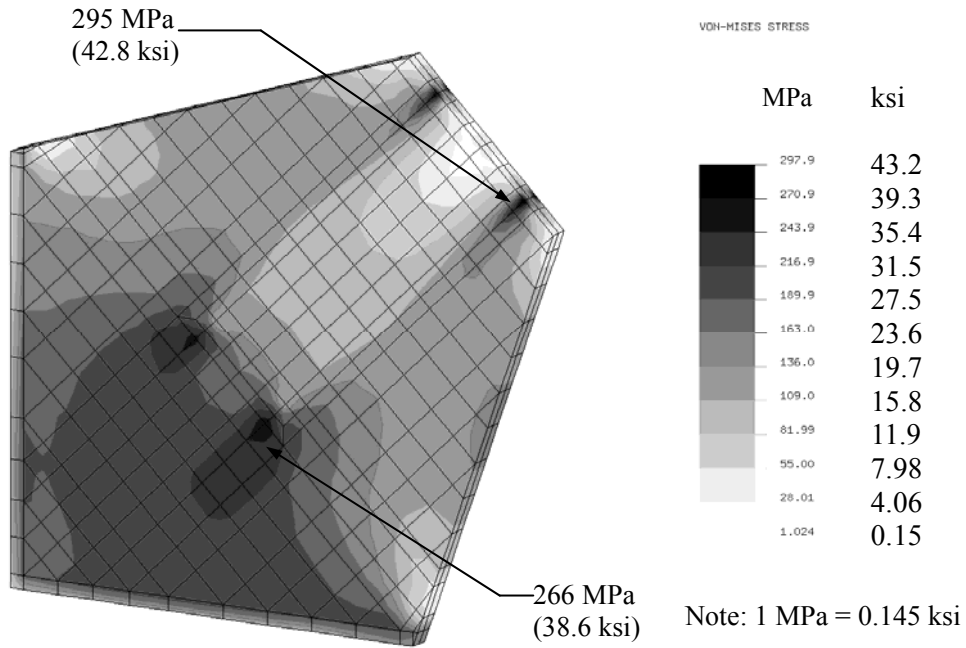 295 MPa
(42.8 ksi)
VON-MISES STRESS
MPa ksi
297.9 43.2
270.9 39.3
243.9 35.4
216.9 31.5
189.9 27.5
163.0 23.6
136.0 19.7
109.0 15.8
81.99 11.9
55.00 7.98
28.01 4.06
1.024 0.15
266 MPa
(38.6 ksi)
Note: 1 MPa = 0.145 ksi